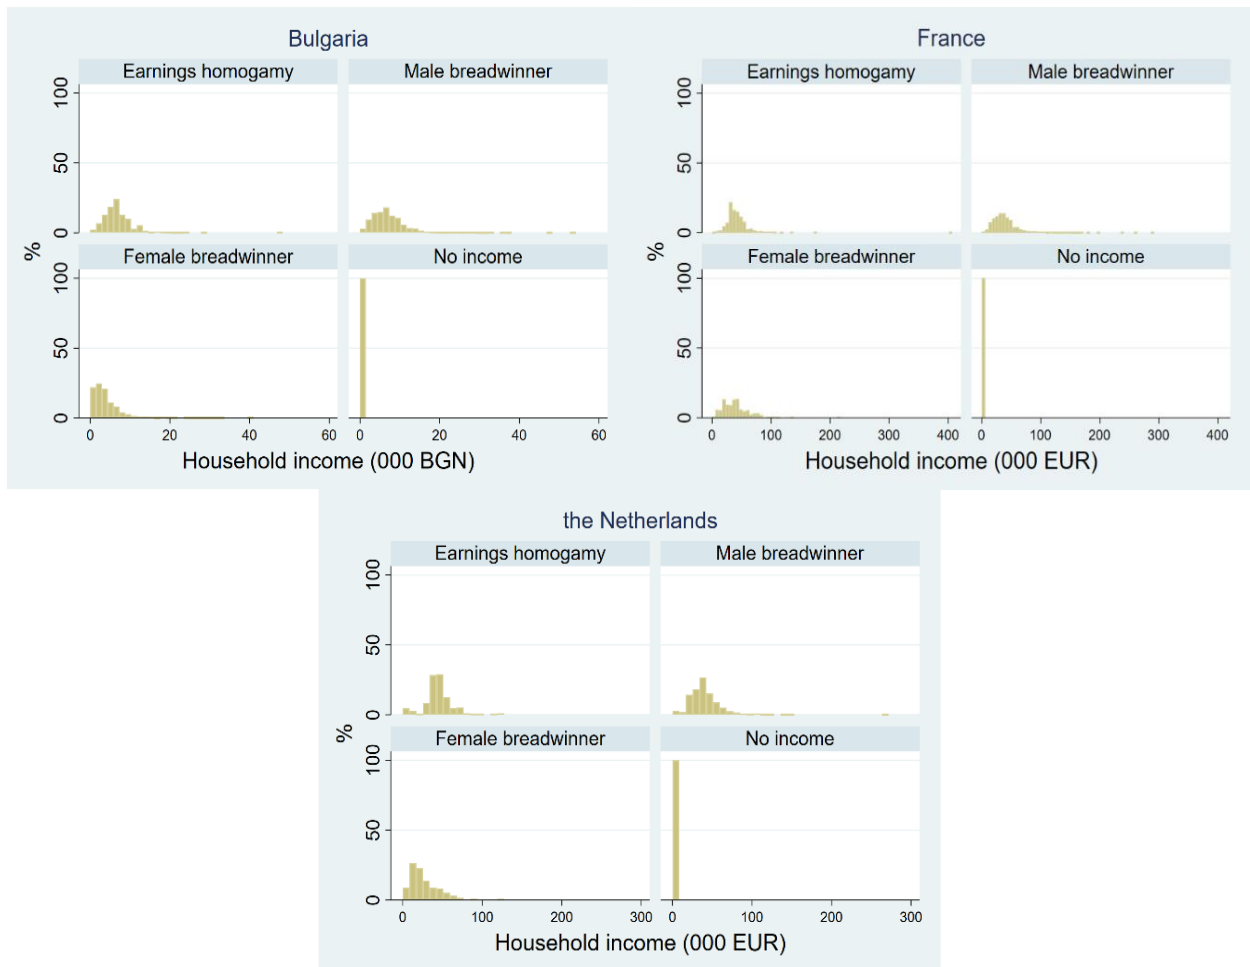 Bulgaria
Earnings homogamy Male breadwinner
100
50
0
%
Female breadwinner No income
100
50
0
0 20 40 60 0 20 40 60
Household income (000 BGN)
France
Earnings homogamy Male breadwinner
100
50
0
%
Female breadwinner No income
100
50
0
0 100 200 300 400 0 100 200 300 400
Household income (000 EUR)
the Netherlands
Earnings homogamy Male breadwinner
100
50
0
%
Female breadwinner No income
100
50
0
0 100 200 300 0 100 200 300
Household income (000 EUR)